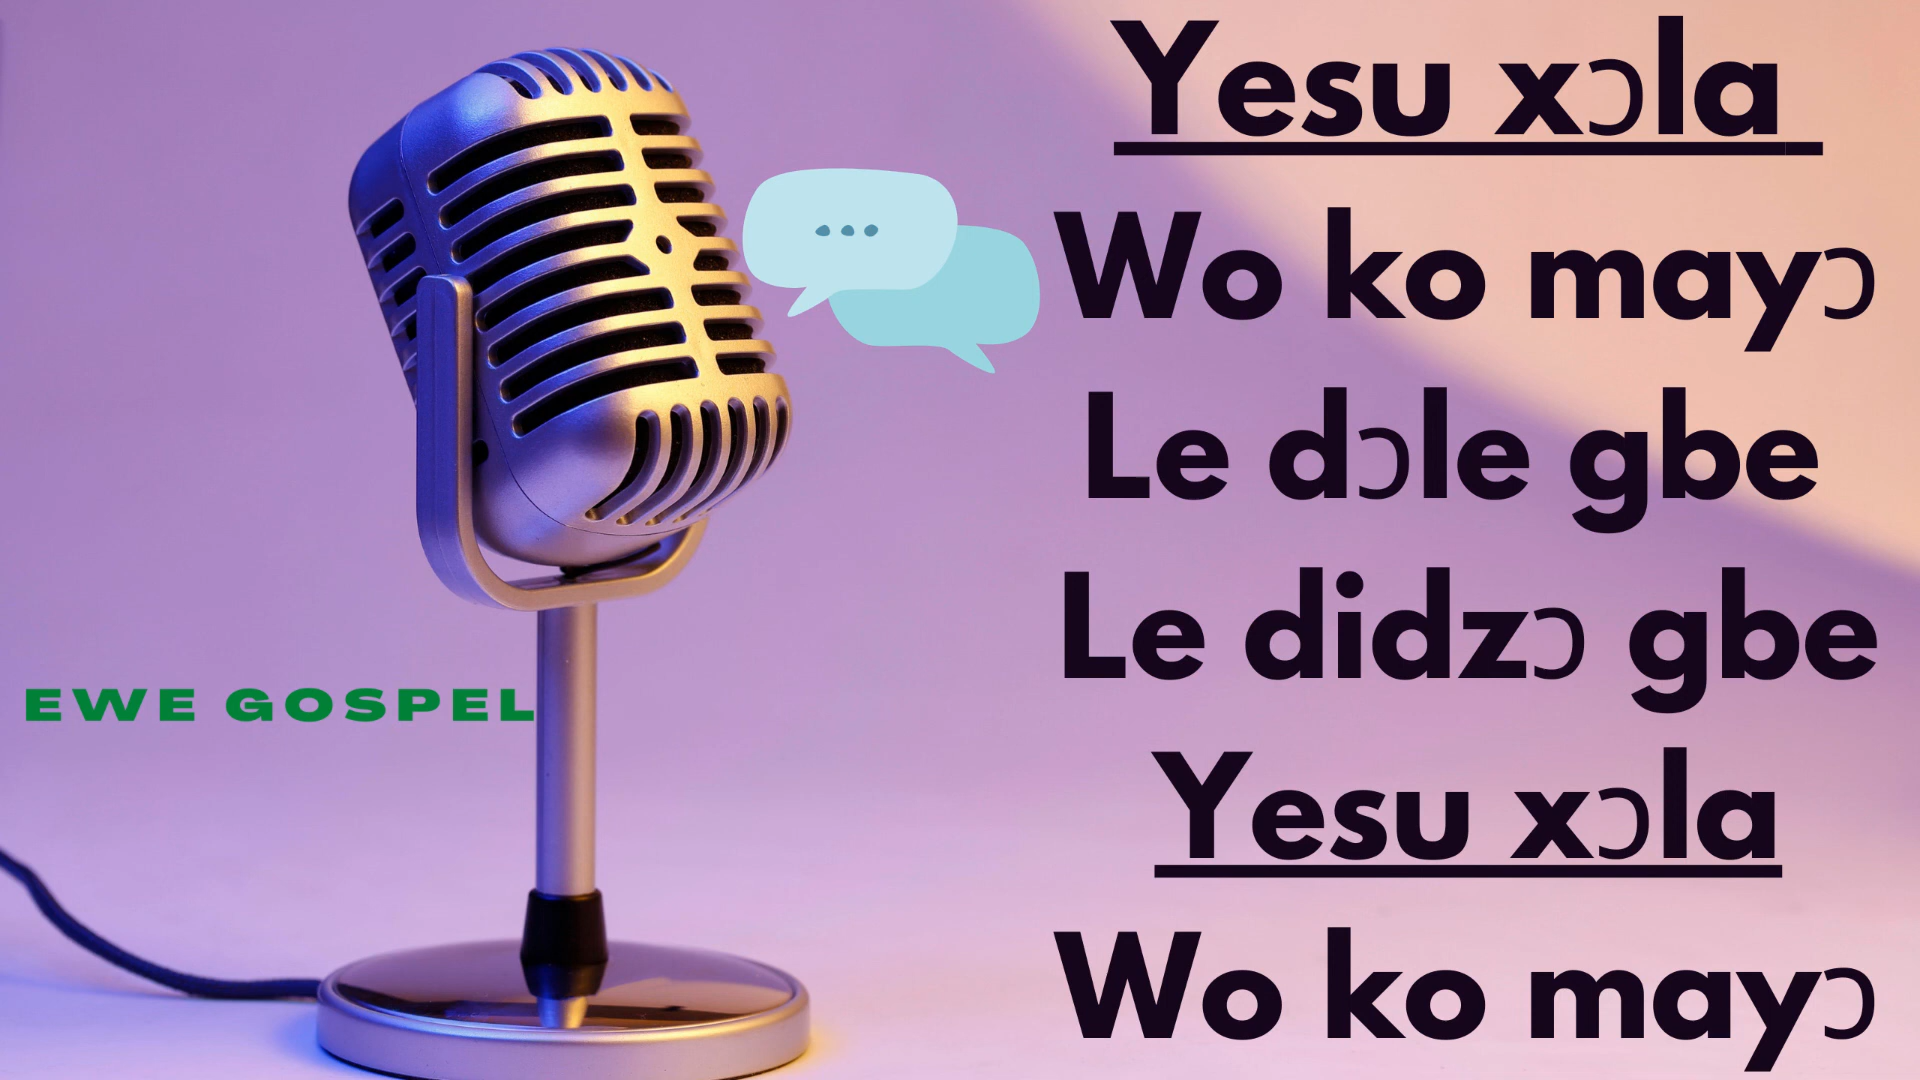 Yesu xɔla
Wo ko mayɔ
Le dɔle gbe
Le didzɔ gbe
Yesu xɔla
Wo ko mayɔ
EWE GOSPEL